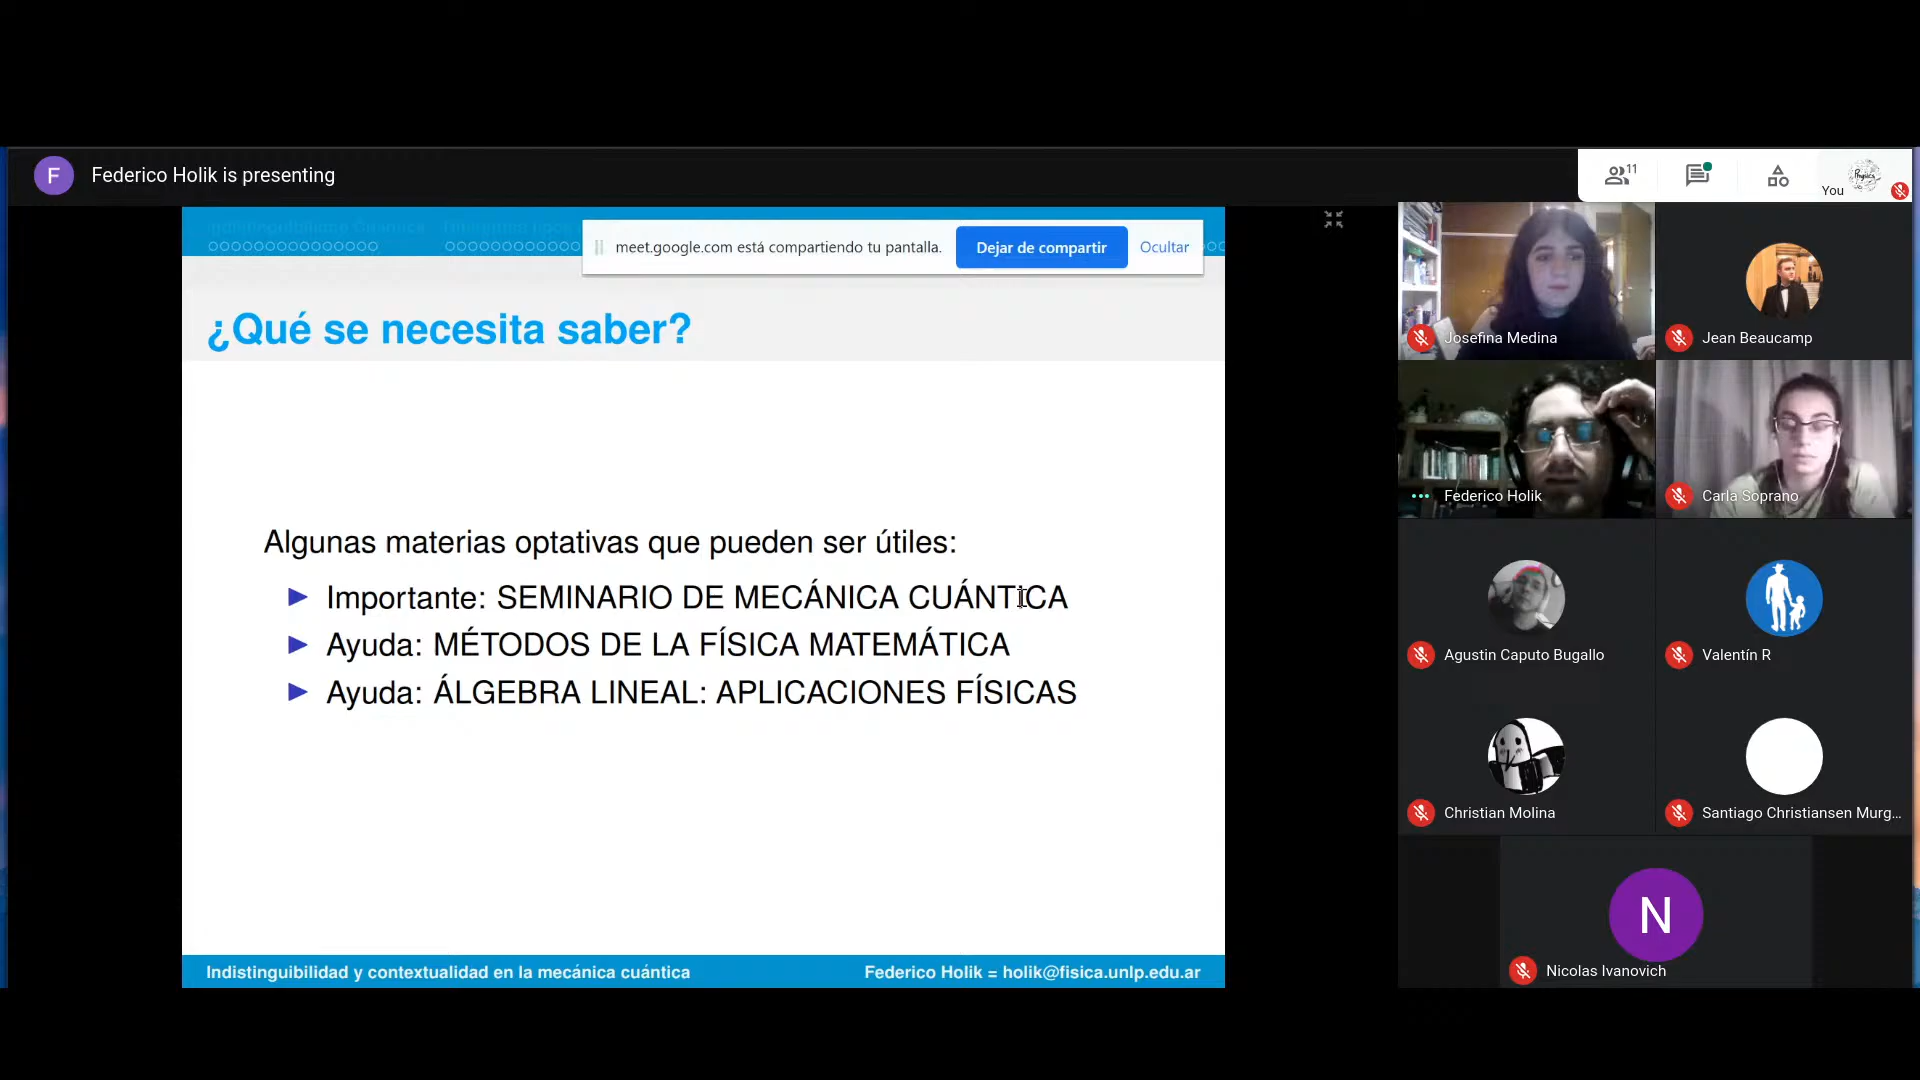 F
Federico Holik is presenting
11
You
Physics
meet.google.com está compartiendo tu pantalla.
Dejar de compartir
Ocultar
¿Qué se necesita saber?
Algunas materias optativas que pueden ser útiles:
Importante: SEMINARIO DE MECÁNICA CUÁNTICA
Ayuda: MÉTODOS DE LA FÍSICA MATEMÁTICA
Ayuda: ÁLGEBRA LINEAL: APLICACIONES FÍSICAS
Indistinguibilidad y contextualidad en la mecánica cuántica
Federico Holik = holik@fisica.unlp.edu.ar
Josefina Medina
Jean Beaucamp
Federico Holik
Carla Soprano
Agustin Caputo Bugallo
Valentín R
Christian Molina
Santiago Christiansen Murg...
N
Nicolas Ivanovich